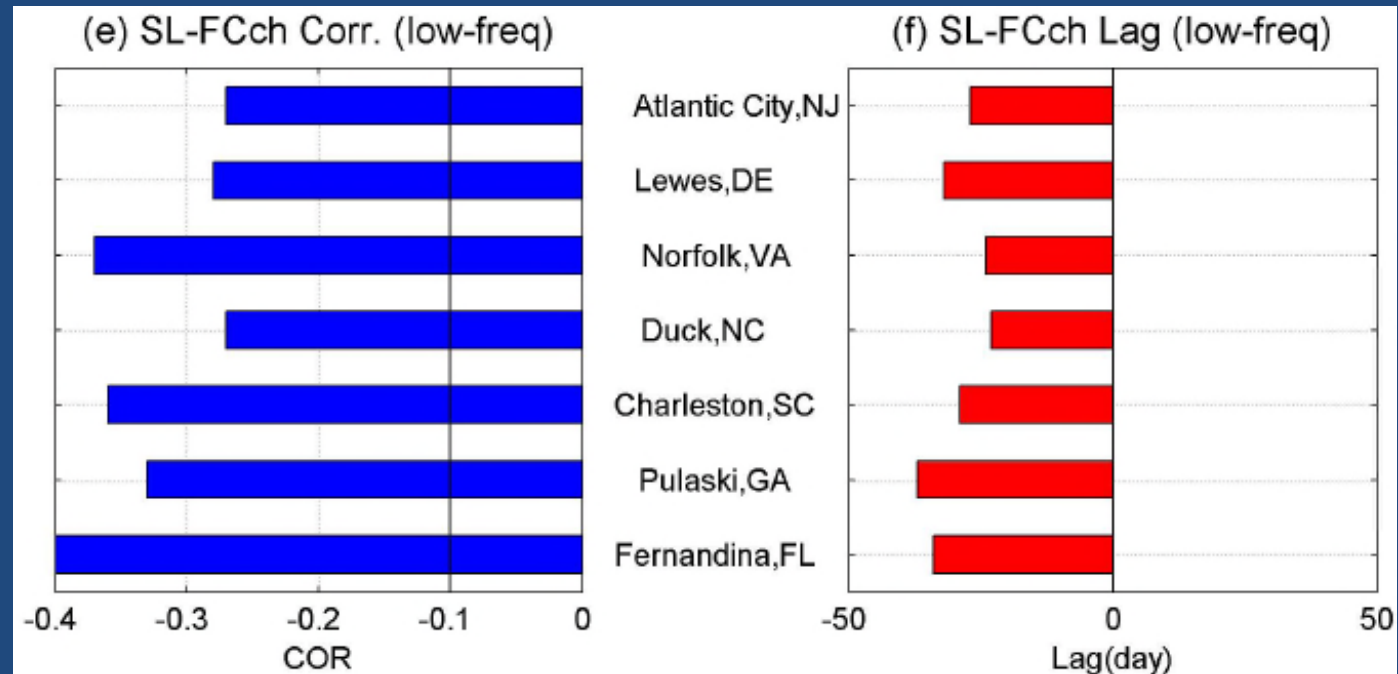 (e) SL-FCch Corr. (low-freq)
(f) SL-FCch Lag (low-freq)
Atlantic City,NJ
Lewes,DE
Norfolk,VA
Duck,NC
Charleston,SC
Pulaski,GA
Fernandina,FL
-0.4 -0.3 -0.2 -0.1 0
-50 0 50
COR
Lag(day)